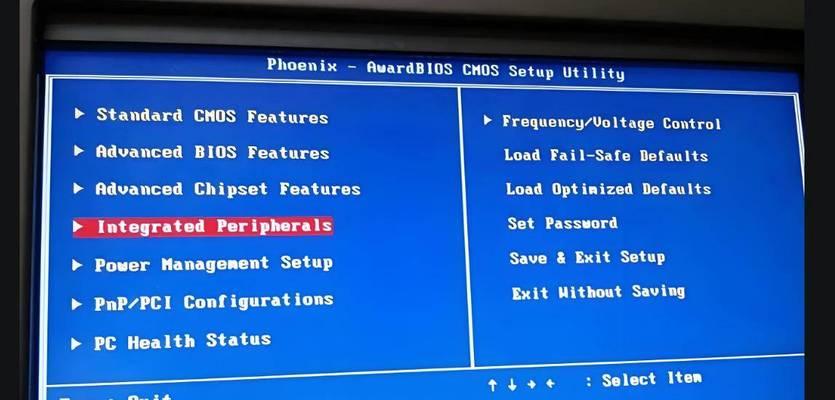 Phoenix - AwardBIOS CMOS Setup Utility
▶ Standard CMOS Features
▶ Advanced BIOS Features
▶ Advanced Chipset Features
▶ Integrated Peripherals
▶ Power Management Setup
▶ PnP/PCI Configurations
▶ PC Health Status
▶ Frequency/Voltage Control
Load Fail-Safe Defaults
Load Optimized Defaults
Set Password
Save & Exit Setup
Exit Without Saving
↑ ↓ → ← : Select Item